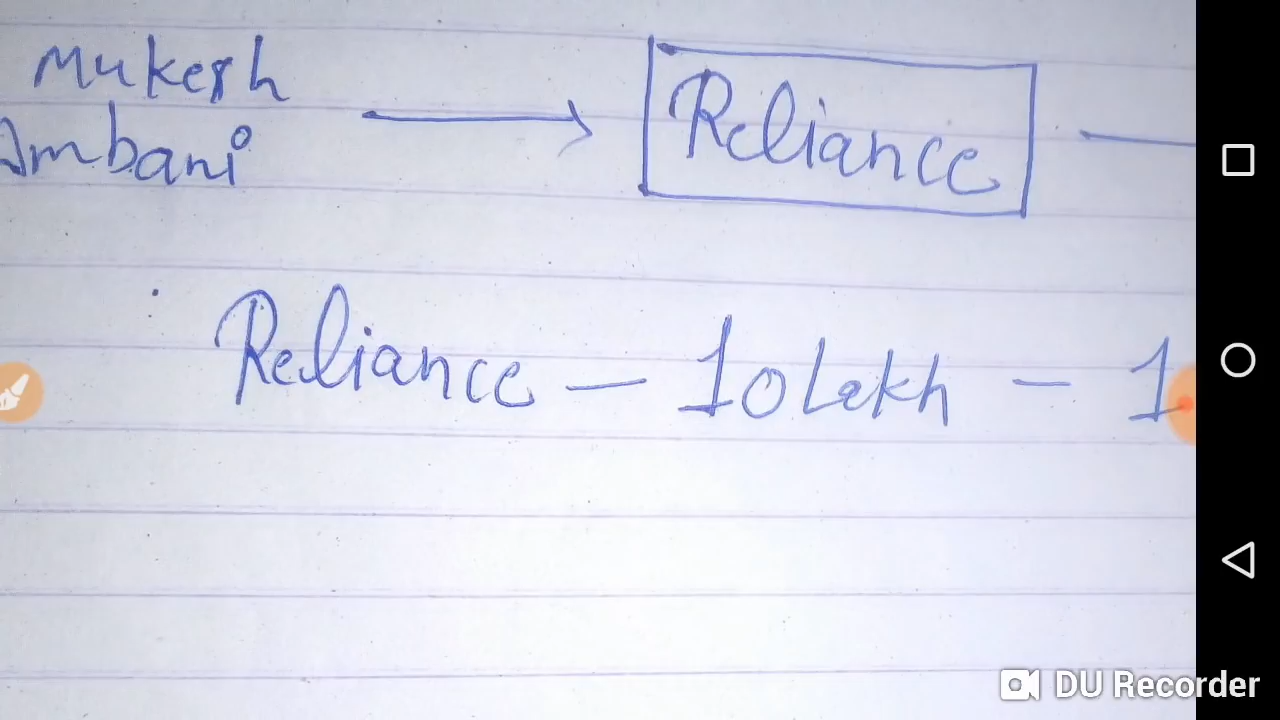 Mukesh
Ambani
Reliance
Reliance - 10 Lakh - 1
DU Recorder